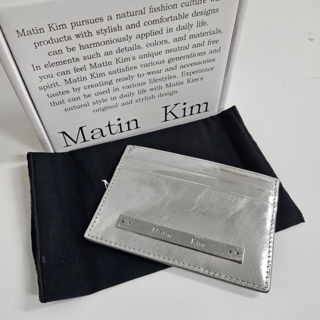 Matin Kim pursues a natural fashion culture w
products with stylish and comfortable designs
can be harmoniously applied in daily life.
In elements such as details, colors, and materials,
you can feel Matin Kim's unique neutral and free
spirit. Matin Kim satisfies various generations and
tastes by creating ready-to-wear and accessories
that can be used in various lifestyles. Experience
natural style in daily life with Matin Kim's
original and stylish design.
Matin Kim
Matin Kim